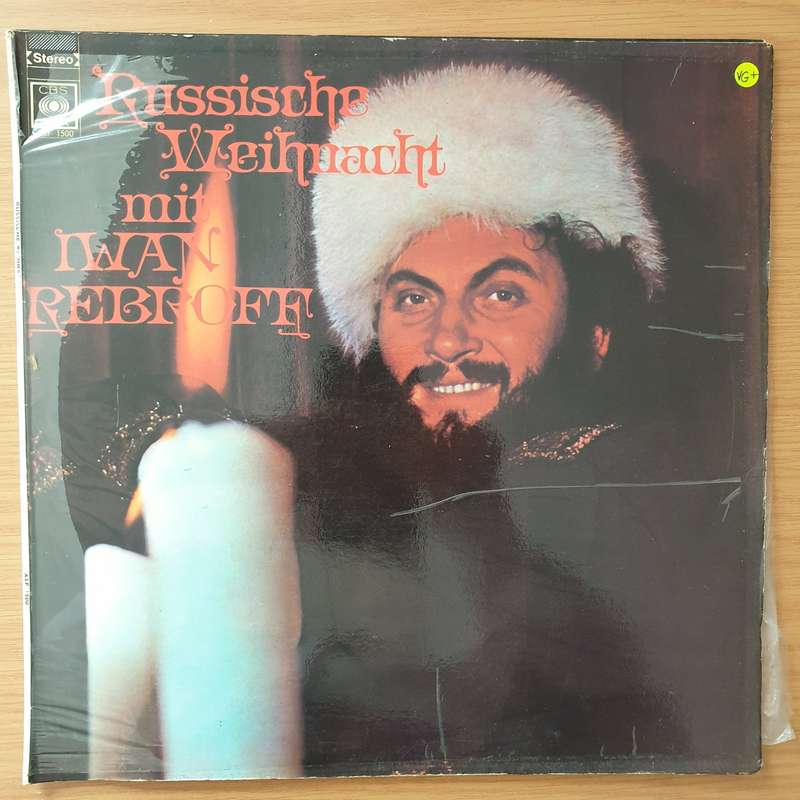 Stereo
CBS
1500
VG+
Russische
Weihnacht
mit
IWAN
REBROFF